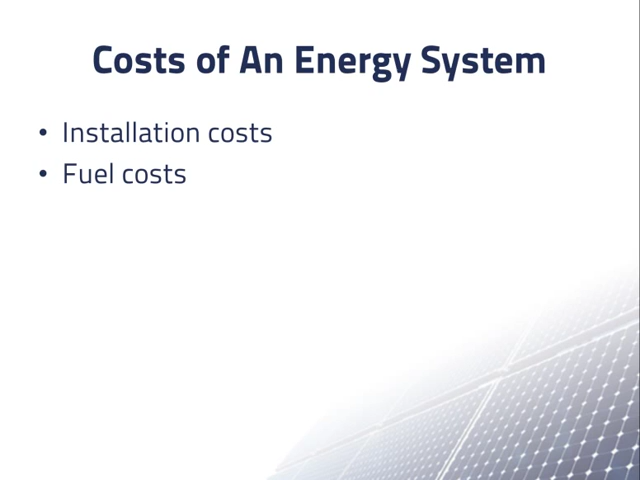 Costs of An Energy System
• Installation costs
• Fuel costs